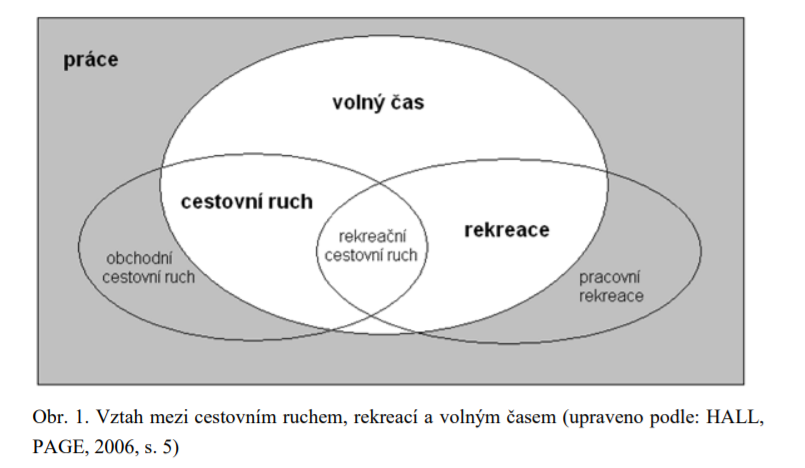 práce
volný čas
cestovní ruch
rekreace
rekreační
cestovní ruch
obchodní
cestovní ruch
pracovní
rekreace
Obr. 1. Vztah mezi cestovním ruchem, rekreací a volným časem (upraveno podle: HALL,
PAGE, 2006, s. 5)